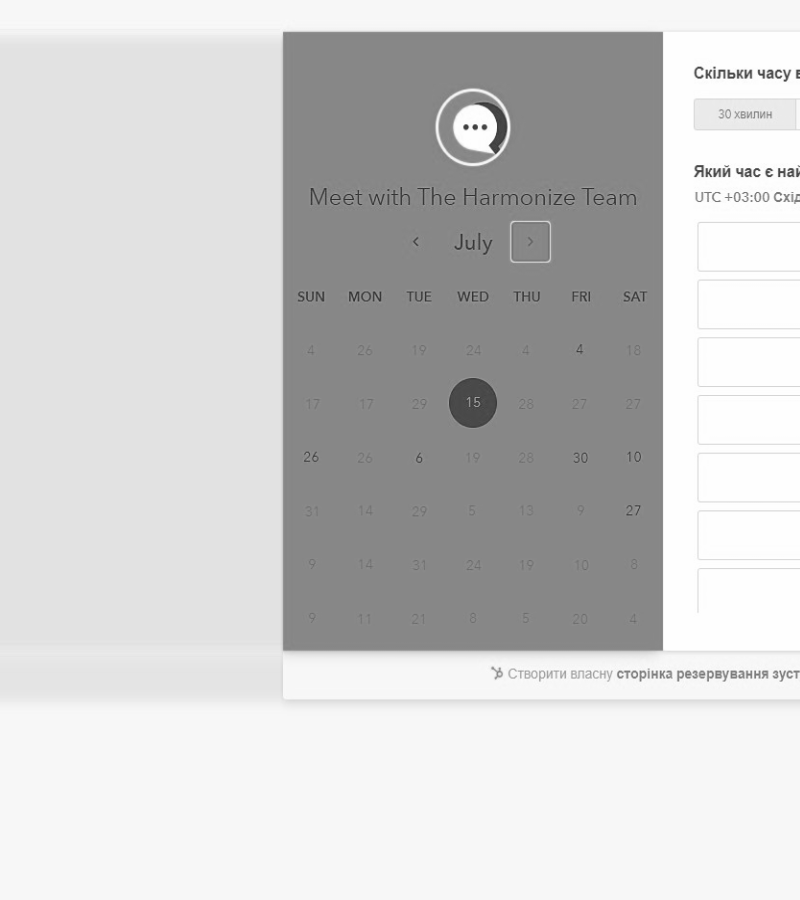 Meet with The Harmonize Team
July
SUN MON TUE WED THU FRI SAT
4 26 19 24 4 4 18
17 17 29 15 28 27 27
26 26 6 19 28 30 10
31 14 29 5 13 9 27
9 14 31 24 19 10 8
9 11 21 8 5 20 4
Скільки часу
30 хвилин
Який час є
UTC +03:00
Створити власну сторінка резервування